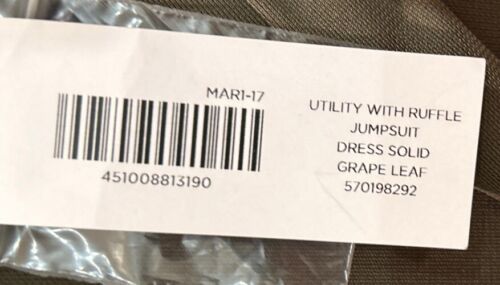 MAR1-17
451008813190
UTILITY WITH RUFFLE
JUMPSUIT
DRESS SOLID
GRAPE LEAF
570198292